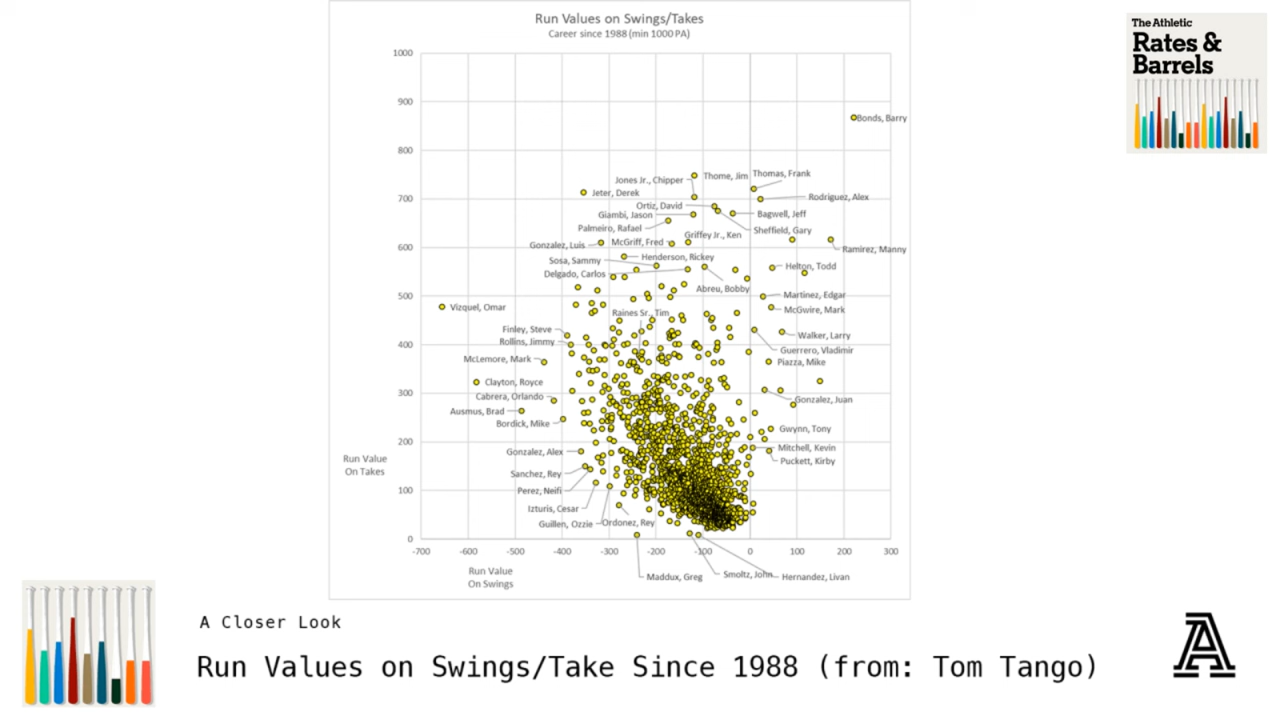 Run Values on Swings/Takes
Career since 1988 (min 1000 PA)
The Athletic
Rates &
Barrels
1000
900
800
700
600
500
400
300
200
100
0
Bonds, Barry
Jones Jr., Chipper
Thome, Jim
Thomas, Frank
Jeter, Derek
Rodriguez, Alex
Ortiz, David
Giambi, Jason
Bagwell, Jeff
Palmeiro, Rafael
Sheffield, Gary
Griffey Jr., Ken
Gonzalez, Luis
McGriff, Fred
Ramirez, Manny
Henderson, Rickey
Sosa, Sammy
Helton, Todd
Delgado, Carlos
Abreu, Bobby
Martinez, Edgar
Vizquel, Omar
Raines Sr., Tim
McGwire, Mark
Finley, Steve
Walker, Larry
Rollins, Jimmy
Guerrero, Vladimir
McLemore, Mark
Piazza, Mike
Clayton, Royce
Cabrera, Orlando
Gonzalez, Juan
Ausmus, Brad
Bordick, Mike
Gwynn, Tony
Gonzalez, Alex
Mitchell, Kevin
Puckett, Kirby
Run Value
On Takes
Sanchez, Rey
Perez, Neifi
Izturis, Cesar
Guillen, Ozzie
Ordonez, Rey
-700 -600 -500 -400 -300 -200 -100 0 100 200 300
Run Value
On Swings
Maddux, Greg
Smoltz, John
Hernandez, Livan
A Closer Look
Run Values on Swings/Take Since 1988 (from: Tom Tango)
A